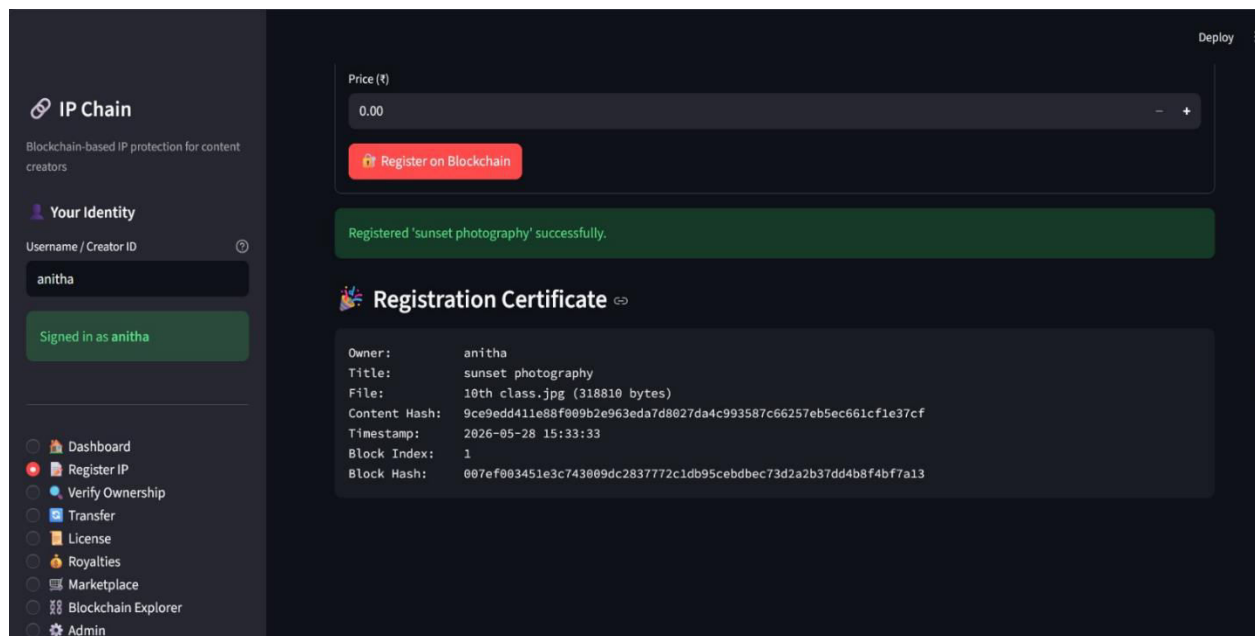 Deploy
IP Chain
Blockchain-based IP protection for content
creators
Your Identity
Username / Creator ID
anitha
Signed in as anitha
Dashboard
Register IP
Verify Ownership
Transfer
License
Royalties
Marketplace
Blockchain Explorer
Admin
Price (₹)
0.00
Register on Blockchain
Registered ‘sunset photography’ successfully.
Registration Certificate
Owner: anitha
Title: sunset photography
File: 10th class.jpg (318810 bytes)
Content Hash: 9ce9edd411e88f009b2e963eda7d8027da4c993587c66257eb5ec661cf1e37cf
Timestamp: 2026-05-28 15:33:33
Block Index: 1
Block Hash: 007ef003451e3c743009dc2837772c1db95cebdbec73d2a2b37dd4b8f4bf7a13